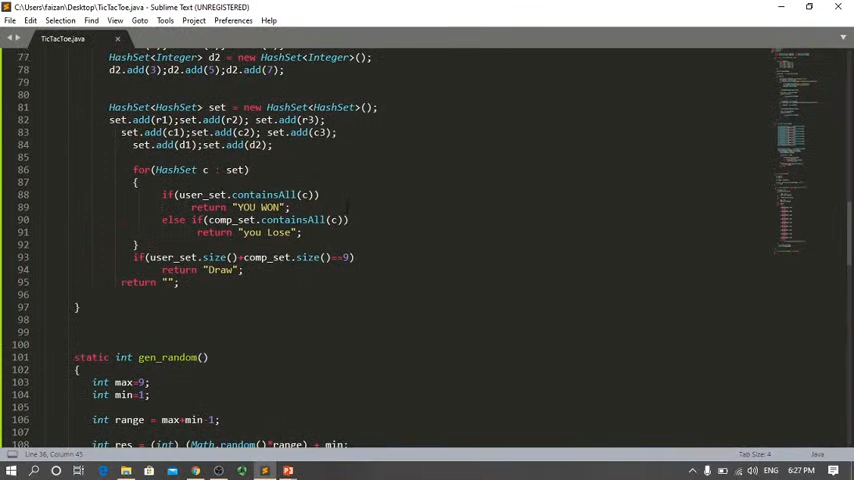 C:\Users\faizan\Desktop\TicTacToe.java - Sublime Text (UNREGISTERED)
File Edit Selection Find View Goto Tools Project Preferences Help
TicTacToe.java
77 HashSet<Integer> d2 = new HashSet<Integer>();
78 d2.add(3);d2.add(5);d2.add(7);
79
80
81 HashSet<HashSet> set = new HashSet<HashSet>();
82 set.add(r1);set.add(r2); set.add(r3);
83 set.add(c1);set.add(c2); set.add(c3);
84 set.add(d1);set.add(d2);
85
86 for(HashSet c : set)
87 {
88 if(user_set.containsAll(c))
89 return "YOU WON";
90 else if(comp_set.containsAll(c))
91 return "you Lose";
92 }
93 if(user_set.size()+comp_set.size()==9)
94 return "Draw";
95 return "";
96
97 }
98
99
100
101 static int gen_random()
102 {
103 int max=9;
104 int min=1;
105
106 int range = max+min-1;
107
108 int res = (int) (Math.random()*range) + min;
Line 36, Column 45
Tab Size: 4
Java
ENG
6:27 PM